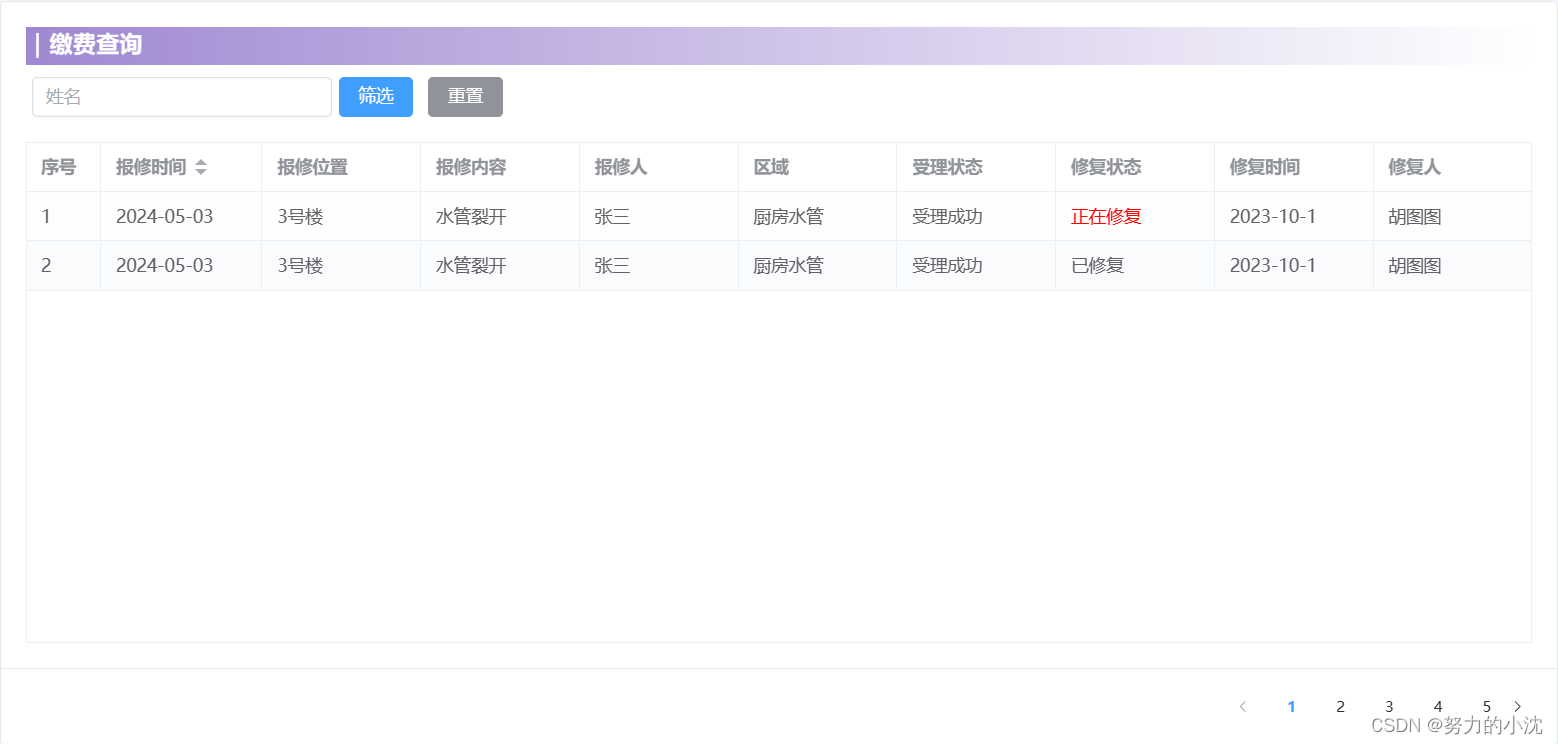 缴费查询
姓名 筛选 重置
序号 报修时间 报修位置 报修内容 报修人 区域 受理状态 修复状态 修复时间 修复人
1 2024-05-03 3号楼 水管裂开 张三 厨房水管 受理成功 正在修复 2023-10-1 胡图图
2 2024-05-03 3号楼 水管裂开 张三 厨房水管 受理成功 已修复 2023-10-1 胡图图
1 2 3 4 5
CSDN @努力的小沈